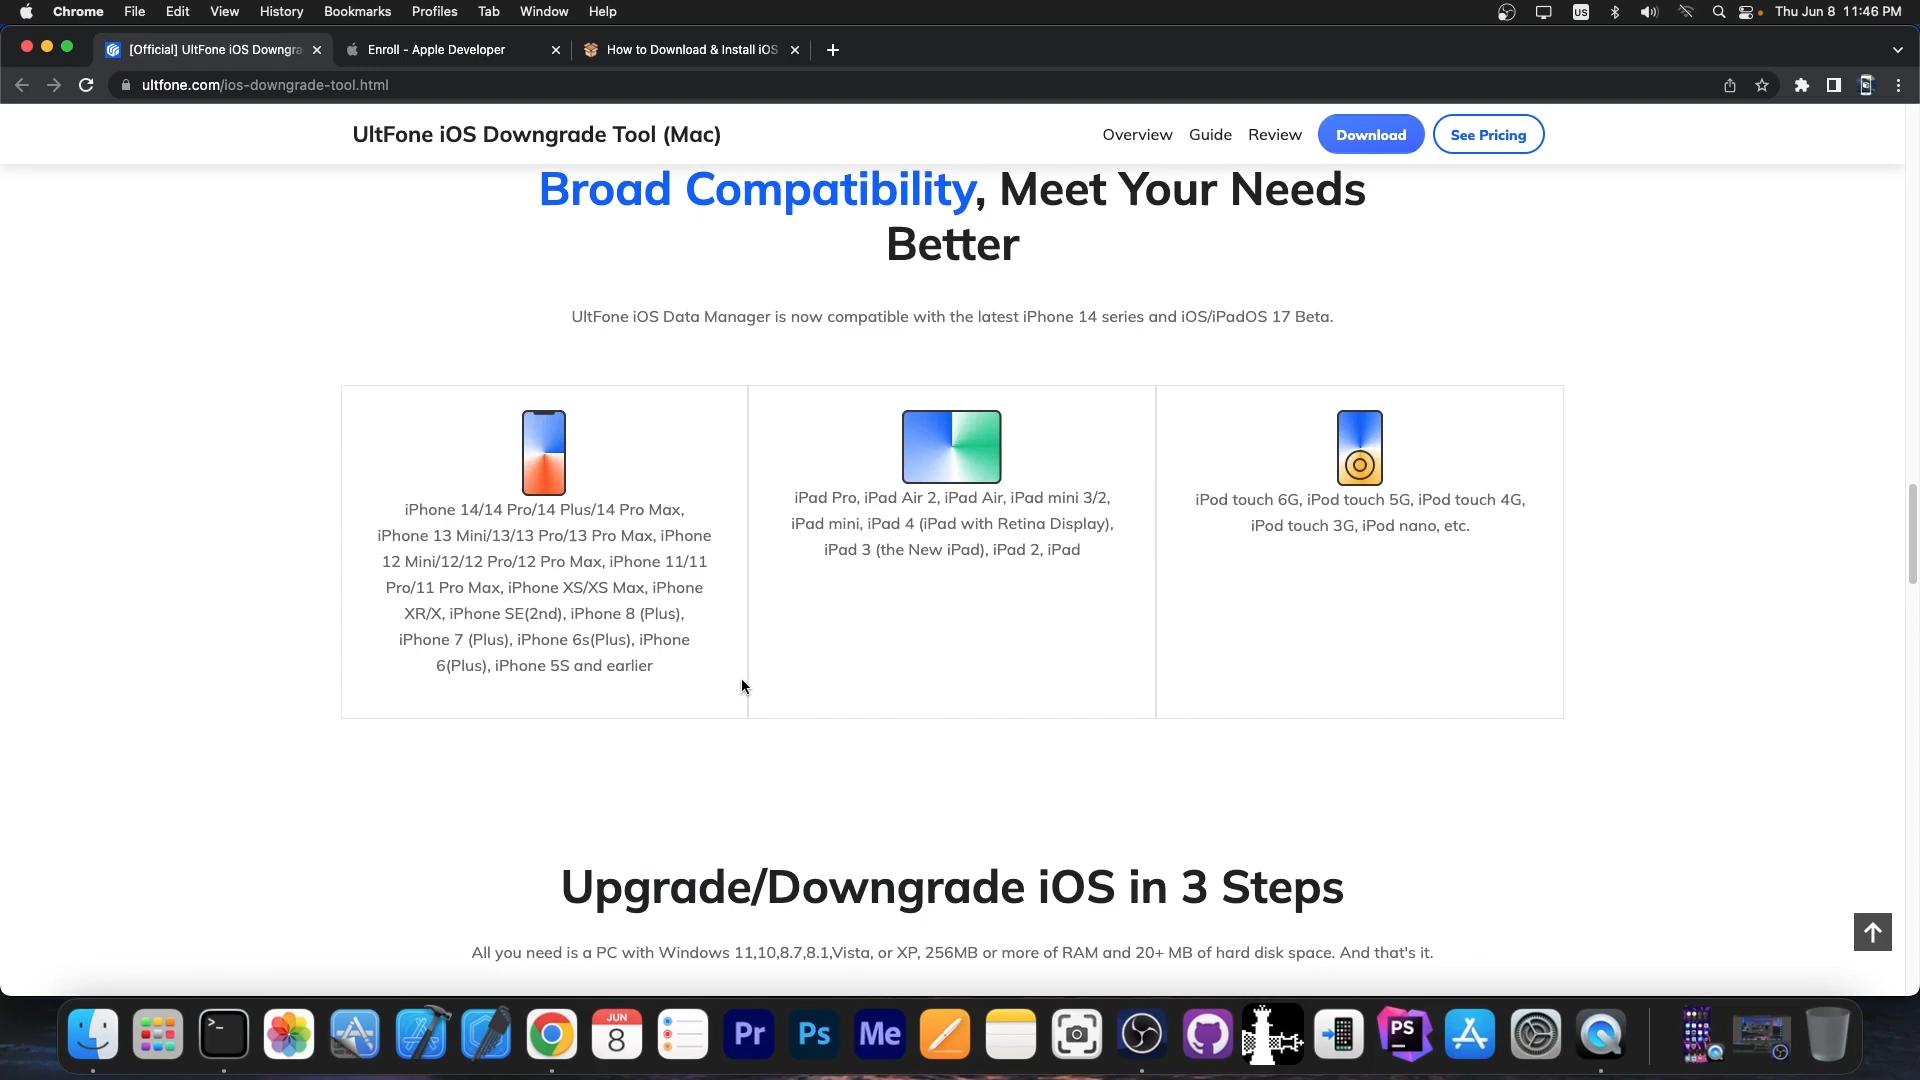 Chrome File Edit View History Bookmarks Profiles Tab Window Help
US
Thu Jun 8 11:46 PM
[Official] UltFone iOS Downgra
Enroll - Apple Developer
How to Download & Install iOS
ultfone.com/ios-downgrade-tool.html
UltFone iOS Downgrade Tool (Mac)
Overview Guide Review Download See Pricing
Broad Compatibility, Meet Your Needs
Better
UltFone iOS Data Manager is now compatible with the latest iPhone 14 series and iOS/iPadOS 17 Beta.
iPhone 14/14 Pro/14 Plus/14 Pro Max,
iPhone 13 Mini/13/13 Pro/13 Pro Max, iPhone
12 Mini/12/12 Pro/12 Pro Max, iPhone 11/11
Pro/11 Pro Max, iPhone XS/XS Max, iPhone
XR/X, iPhone SE(2nd), iPhone 8 (Plus),
iPhone 7 (Plus), iPhone 6s(Plus), iPhone
6(Plus), iPhone 5S and earlier
iPad Pro, iPad Air 2, iPad Air, iPad mini 3/2,
iPad mini, iPad 4 (iPad with Retina Display),
iPad 3 (the New iPad), iPad 2, iPad
iPod touch 6G, iPod touch 5G, iPod touch 4G,
iPod touch 3G, iPod nano, etc.
Upgrade/Downgrade iOS in 3 Steps
All you need is a PC with Windows 11,10,8.7,8.1,Vista, or XP, 256MB or more of RAM and 20+ MB of hard disk space. And that's it.
JUN
8
Pr
Ps
Me
PS